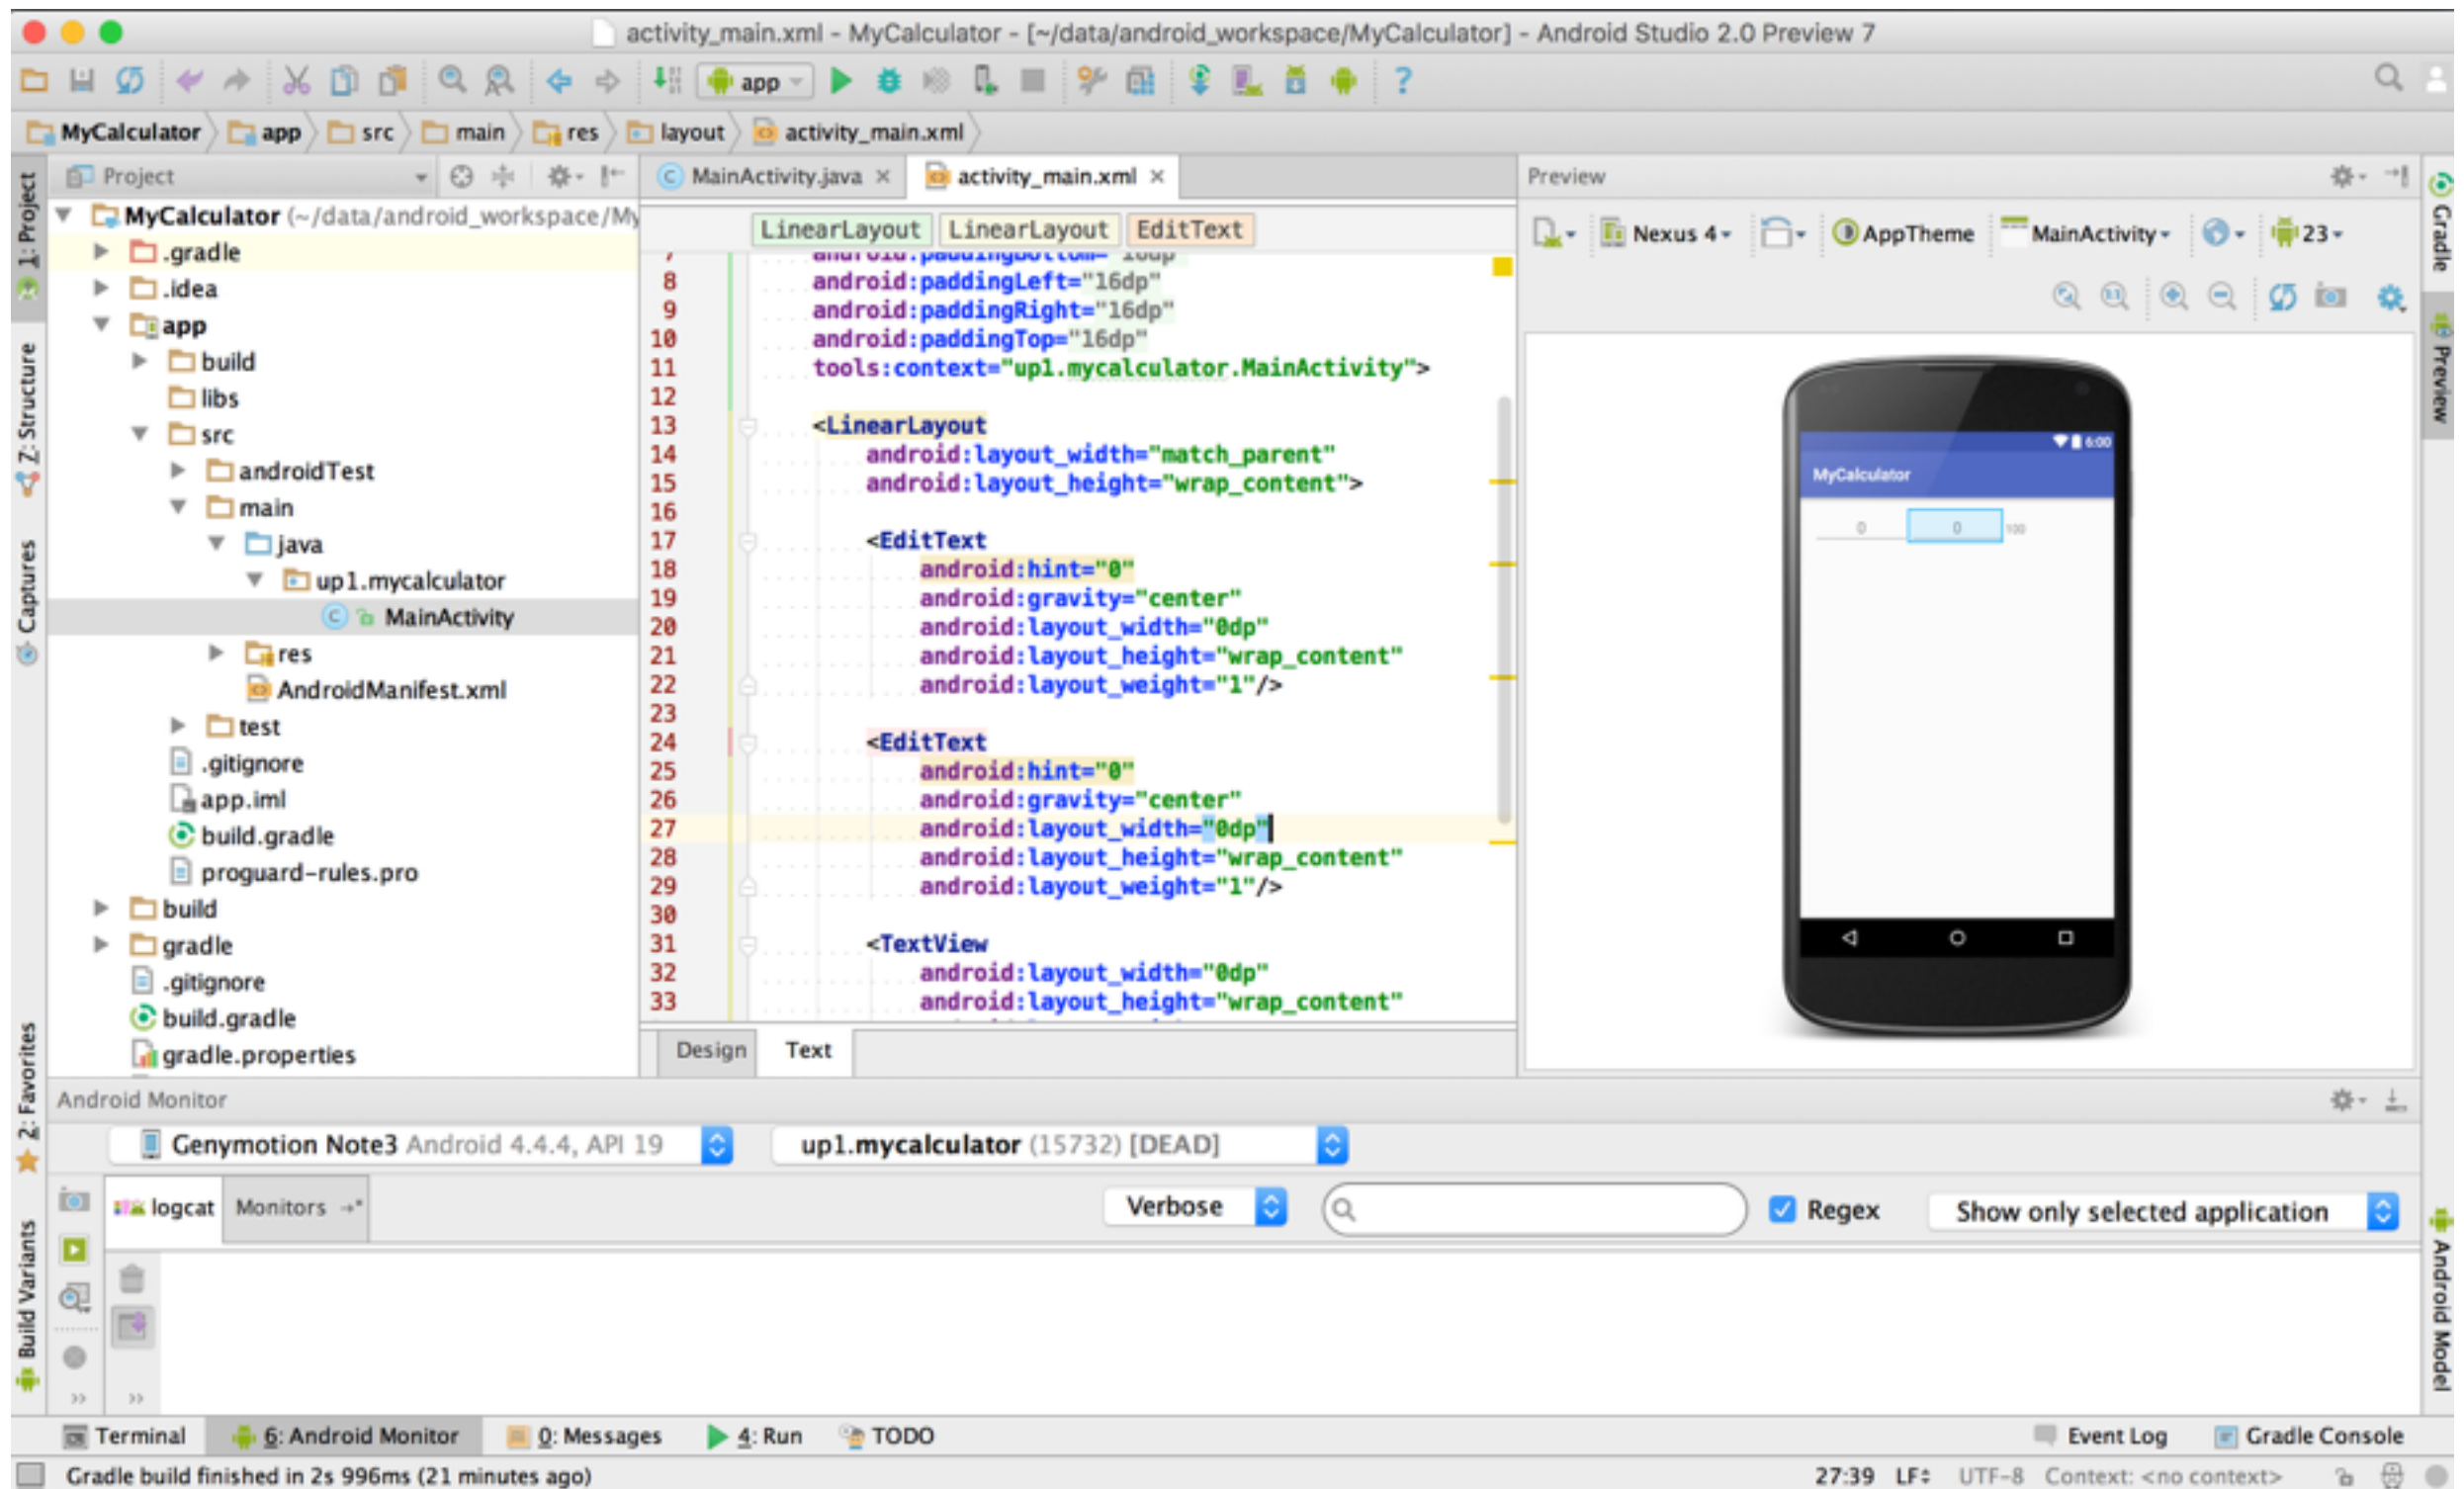 activity_main.xml - MyCalculator - [~/data/android_workspace/MyCalculator] - Android Studio 2.0 Preview 7
app
?
MyCalculator app src main res layout activity_main.xml
Project
MainActivity.java
activity_main.xml
Preview
1: Project
Z: Structure
Captures
2: Favorites
Build Variants
MyCalculator (~/data/android_workspace/My
.gradle
.idea
app
build
libs
src
androidTest
main
java
up1.mycalculator
MainActivity
res
AndroidManifest.xml
test
.gitignore
app.iml
build.gradle
proguard-rules.pro
build
gradle
.gitignore
build.gradle
gradle.properties
LinearLayout LinearLayout EditText
7 android:paddingBottom="16dp"
8 android:paddingLeft="16dp"
9 android:paddingRight="16dp"
10 android:paddingTop="16dp"
11 tools:context="up1.mycalculator.MainActivity">
12
13 <LinearLayout
14 android:layout_width="match_parent"
15 android:layout_height="wrap_content">
16
17 <EditText
18 android:hint="0"
19 android:gravity="center"
20 android:layout_width="0dp"
21 android:layout_height="wrap_content"
22 android:layout_weight="1"/>
23
24 <EditText
25 android:hint="0"
26 android:gravity="center"
27 android:layout_width="0dp"
28 android:layout_height="wrap_content"
29 android:layout_weight="1"/>
30
31 <TextView
32 android:layout_width="0dp"
33 android:layout_height="wrap_content"
Design Text
Nexus 4 AppTheme MainActivity 23
6:00
MyCalculator
0 0 100
Gradle
Preview
Android Model
Android Monitor
Genymotion Note3 Android 4.4.4, API 19
up1.mycalculator (15732) [DEAD]
logcat Monitors
Verbose
Regex
Show only selected application
Terminal 6: Android Monitor 0: Messages 4: Run TODO
Event Log Gradle Console
Gradle build finished in 2s 996ms (21 minutes ago)
27:39 LF UTF-8 Context: <no context>